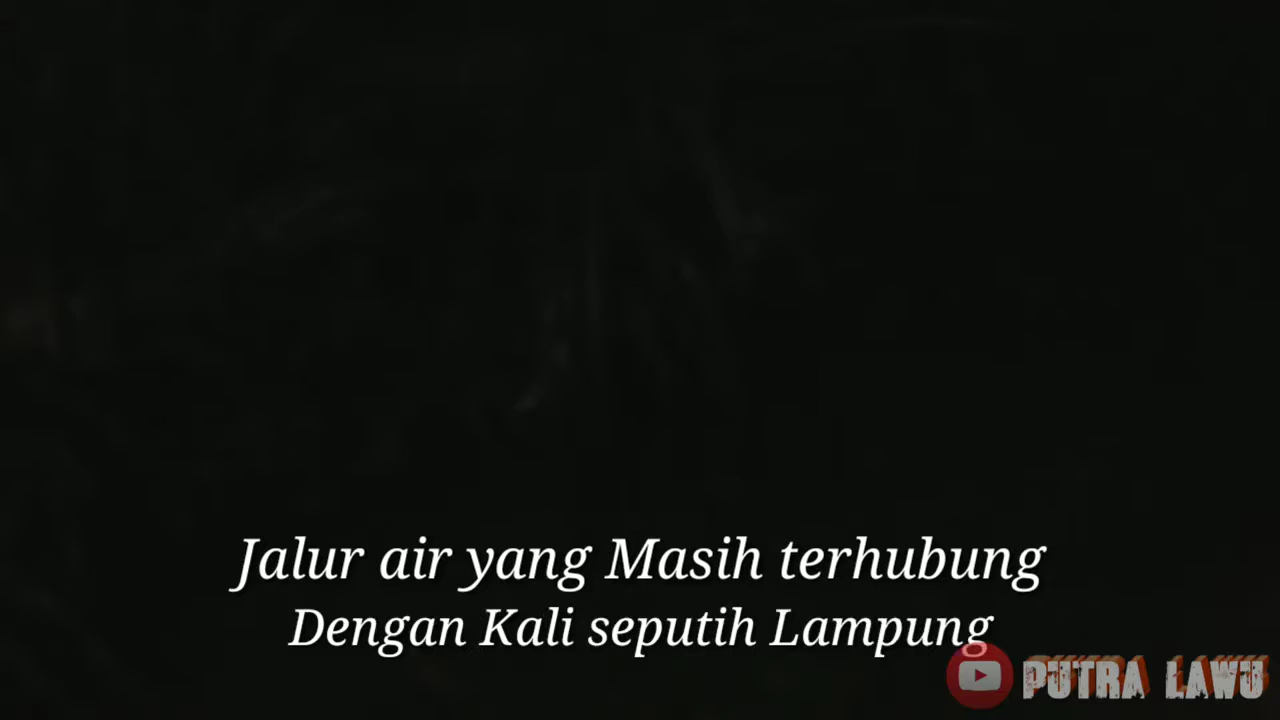 Jalur air yang Masih terhubung
Dengan Kali seputih Lampung
PUTRA LAWU